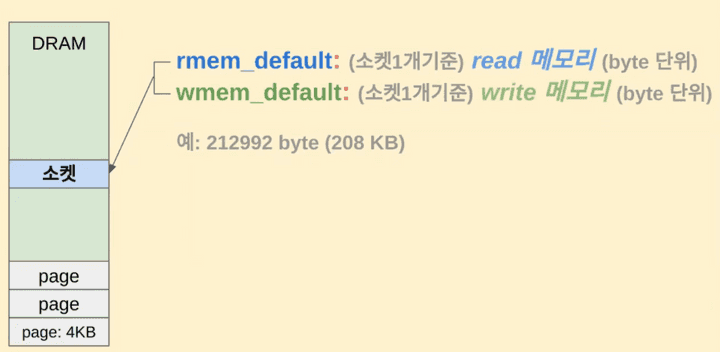 DRAM
rmem_default: (소켓1개기준) read 메모리 (byte 단위)
wmem_default: (소켓1개기준) write 메모리 (byte 단위)
예: 212992 byte (208 KB)
소켓
page
page
page: 4KB